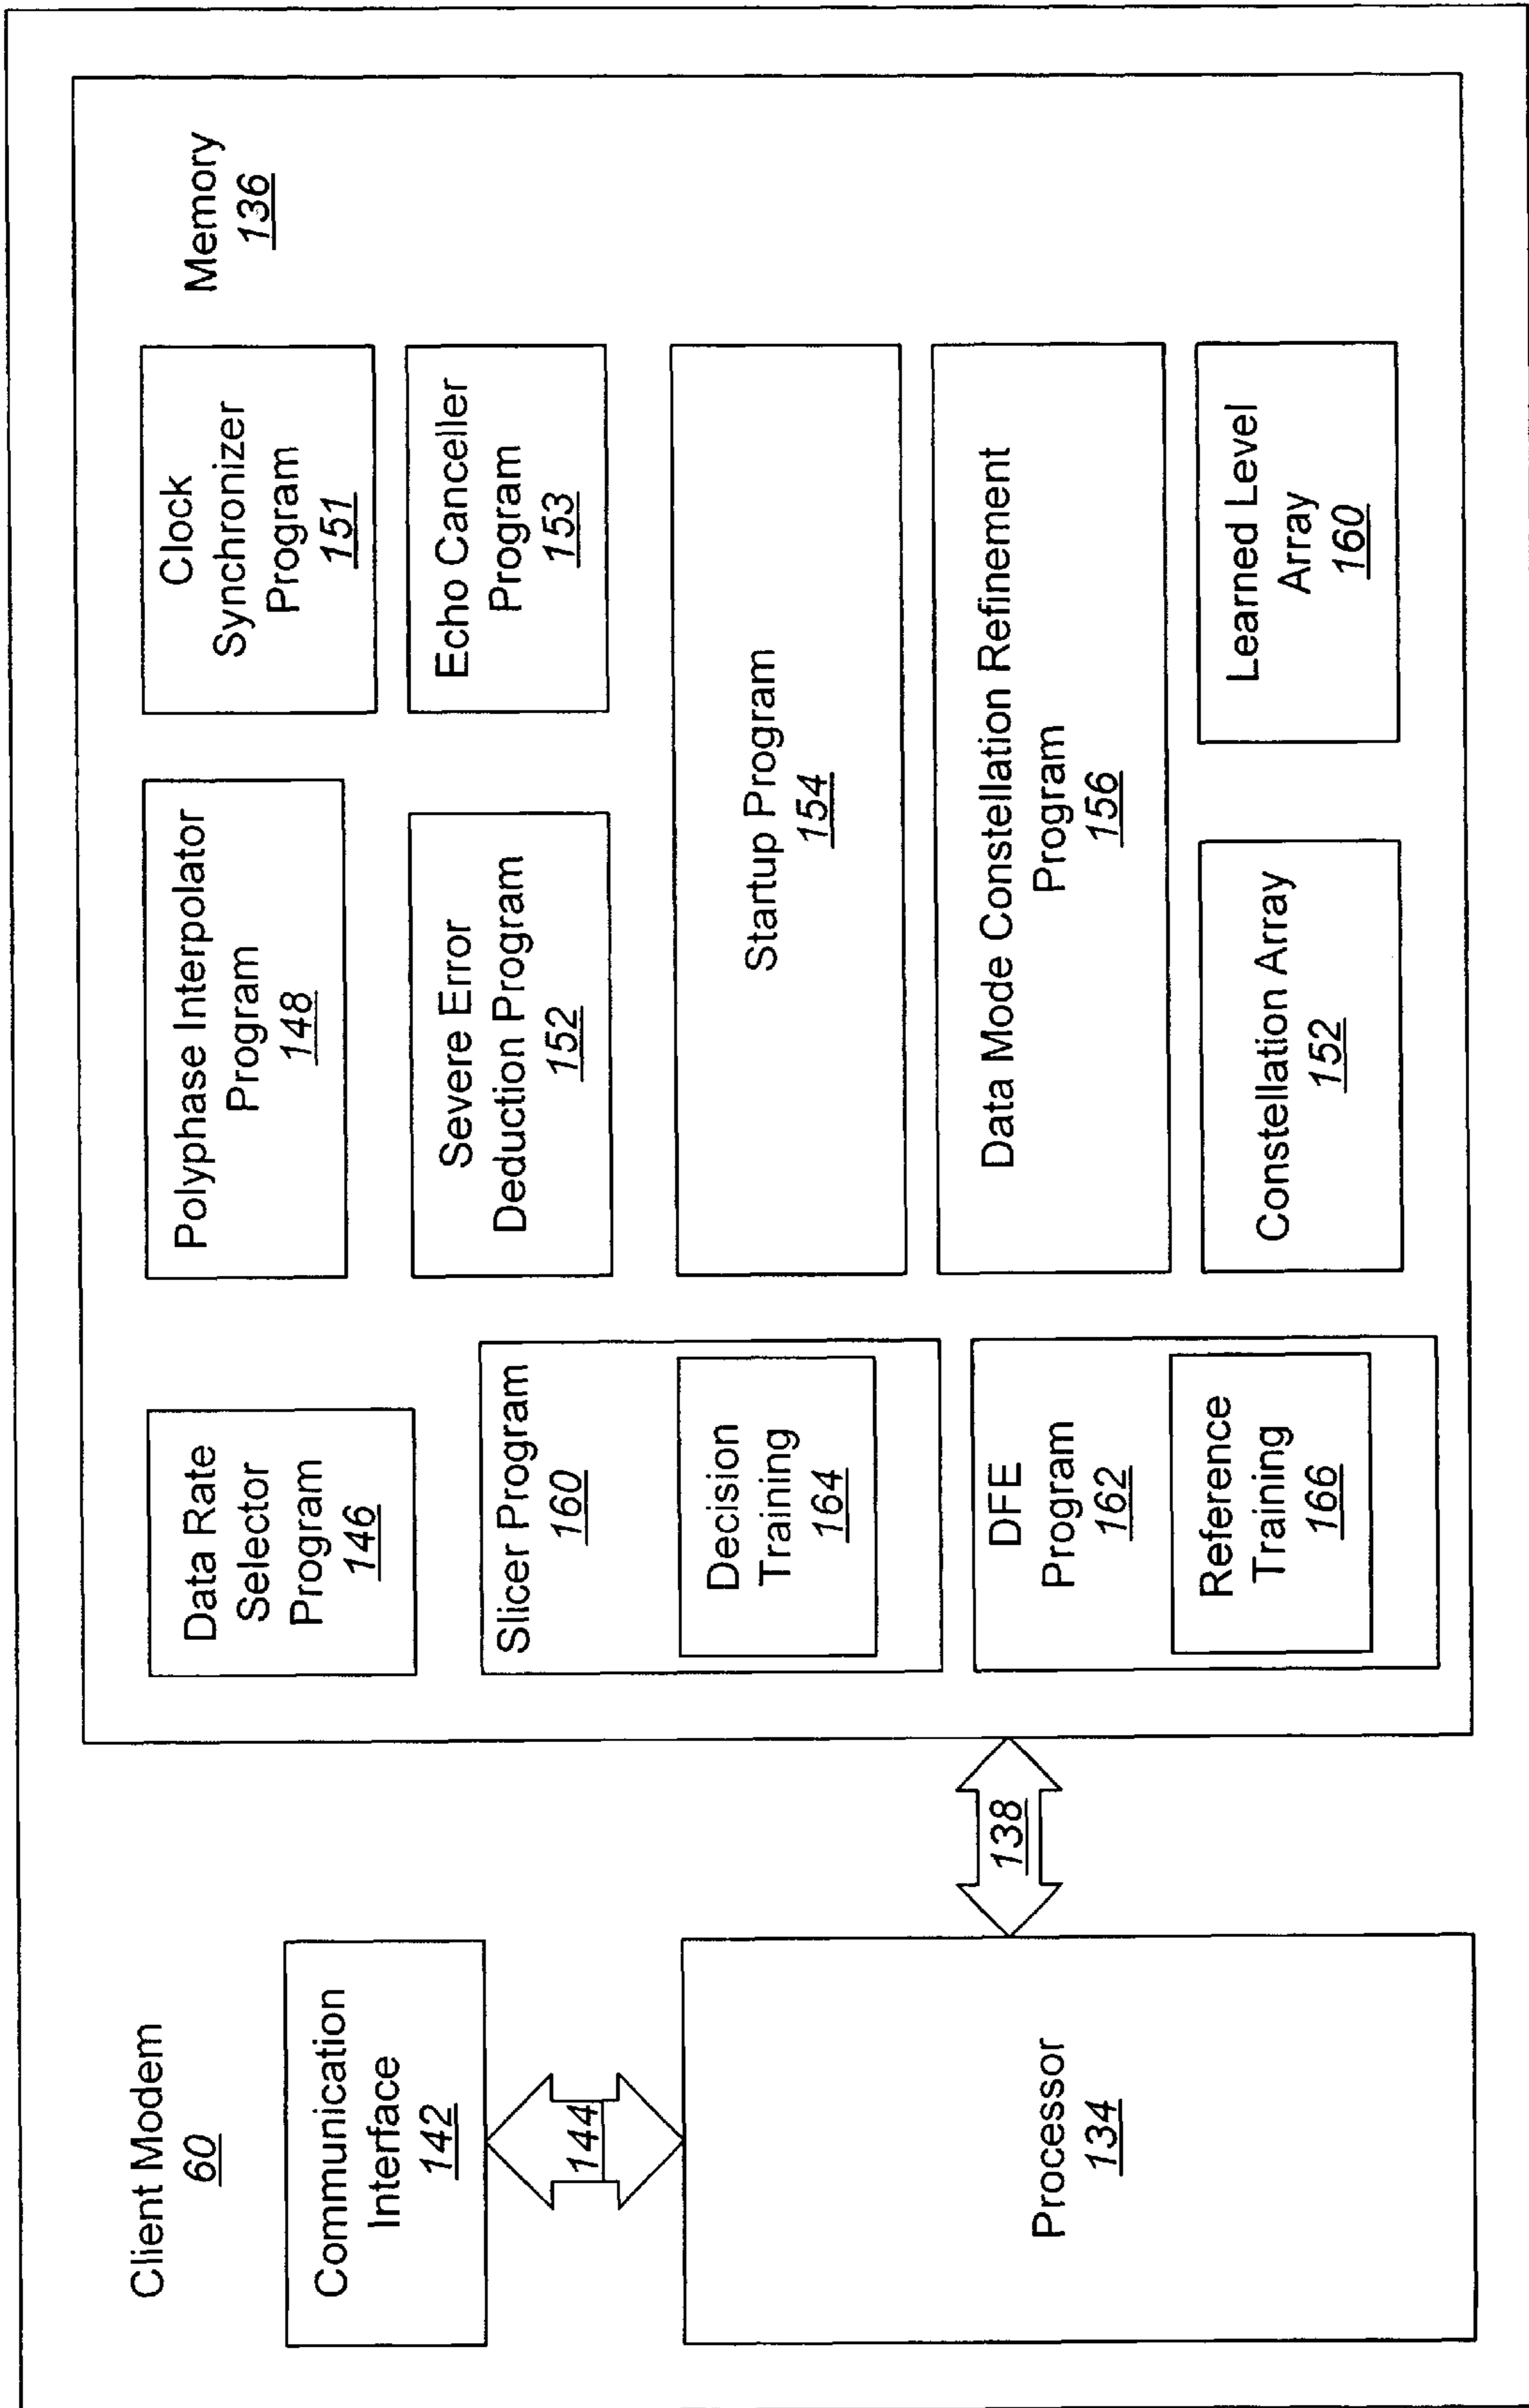 Client Modem
60
Communication
Interface
142
144
Processor
134
138
Memory
136
Data Rate
Selector
Program
146
Polyphase Interpolator
Program
148
Clock
Synchronizer
Program
151
Severe Error
Deduction Program
152
Echo Canceller
Program
153
Slicer Program
160
Decision
Training
164
Startup Program
154
DFE
Program
162
Reference
Training
166
Data Mode Constellation Refinement
Program
156
Constellation Array
152
Learned Level
Array
160